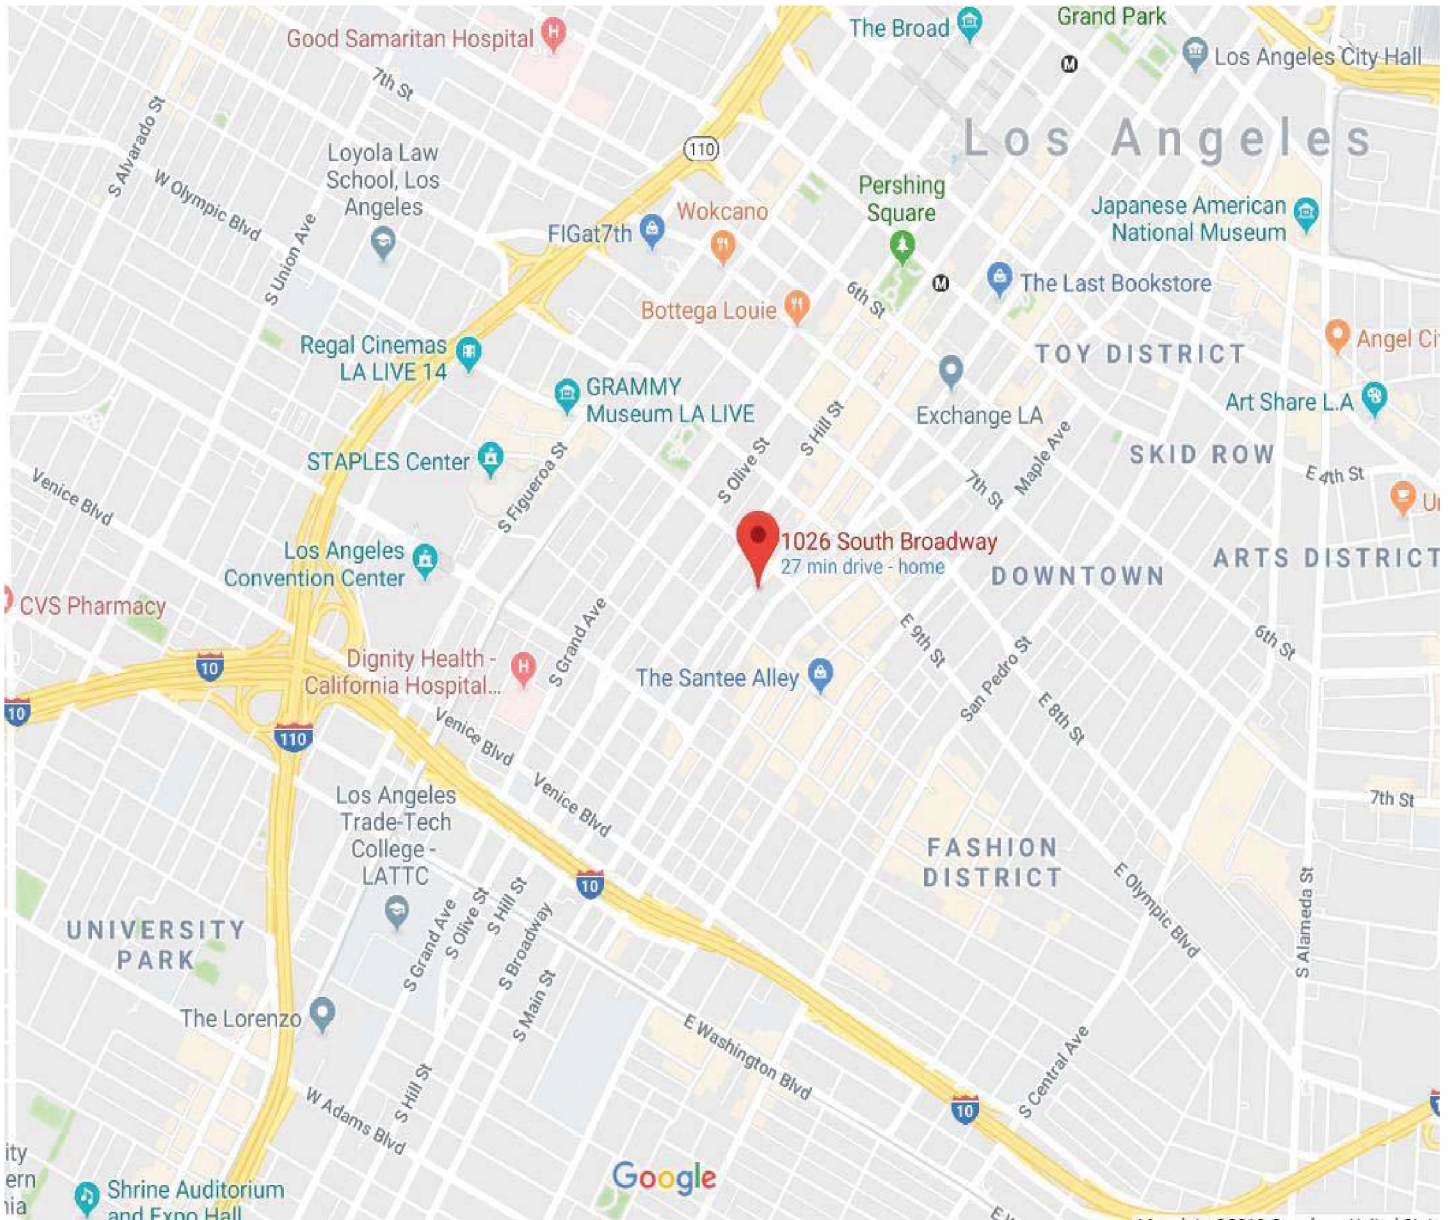 Grand Park
The Broad
Good Samaritan Hospital
H
M
Los Angeles City Hall
7th St
S Alvarado St
110
Los Angeles
Loyola Law
School, Los
Angeles
W Olympic Blvd
S Union Ave
Pershing
Square
Wokcano
FIGat7th
Japanese American
National Museum
M
The Last Bookstore
6th St
Bottega Louie
Regal Cinemas
LA LIVE 14
TOY DISTRICT
Angel Ci
GRAMMY
Museum LA LIVE
Exchange LA
Art Share L.A
S Hill St
S Olive St
Maple Ave
SKID ROW
E 4th St
STAPLES Center
S Figueroa St
7th St
Venice Blvd
U
1026 South Broadway
27 min drive - home
Los Angeles
Convention Center
DOWNTOWN
ARTS DISTRICT
CVS Pharmacy
S Grand Ave
E 9th St
6th St
10
Dignity Health -
California Hospital...
H
The Santee Alley
San Pedro St
E 8th St
10
110
Venice Blvd
Venice Blvd
7th St
Los Angeles
Trade-Tech
College -
LATTC
FASHION
DISTRICT
10
E Olympic Blvd
S Alameda St
UNIVERSITY
PARK
S Grand Ave
S Olive St
S Hill St
S Broadway
S Main St
The Lorenzo
E Washington Blvd
S Central Ave
S Hill St
W Adams Blvd
10
ity
ern
nia
Google
Shrine Auditorium
and Expo Hall